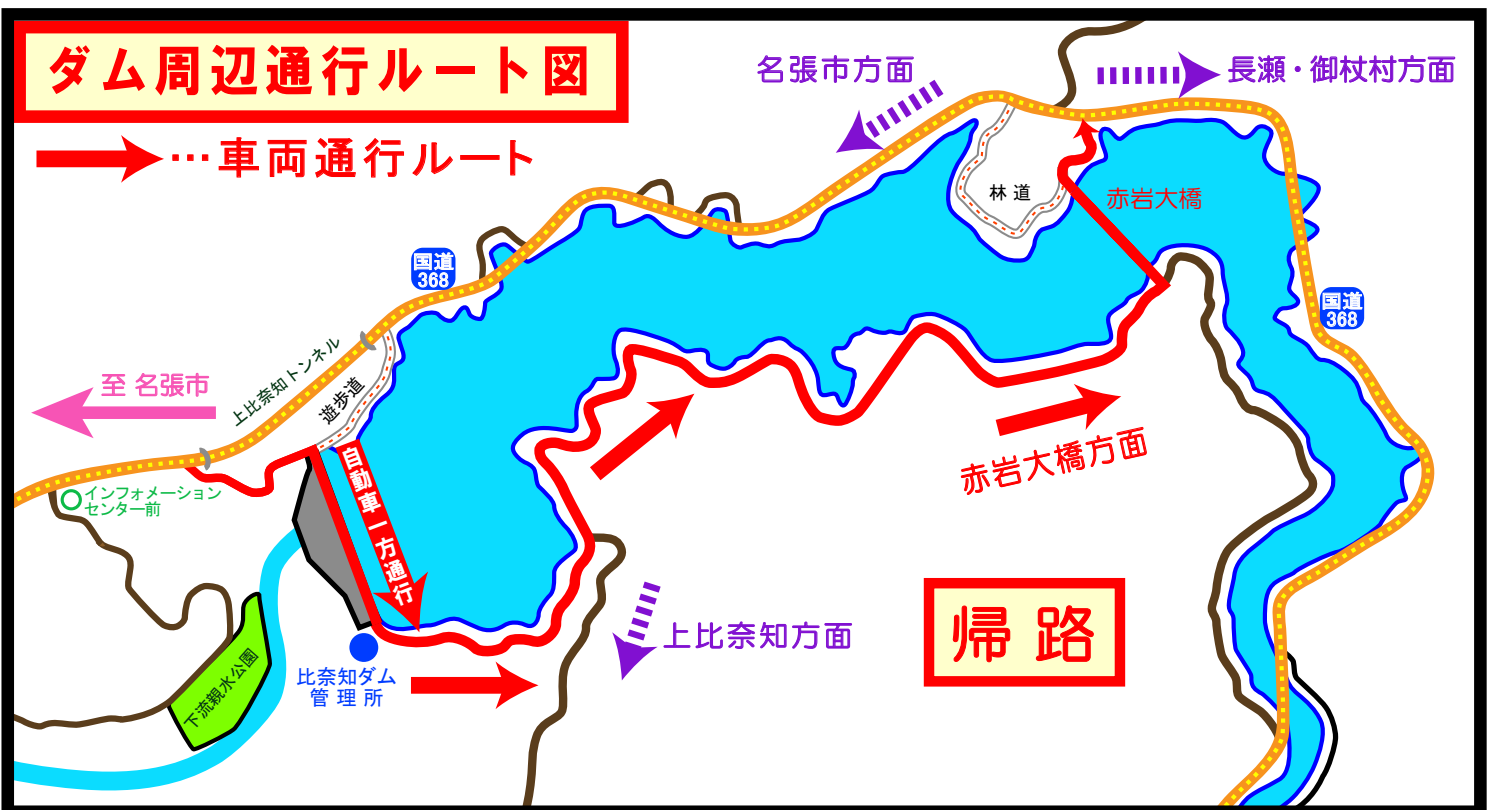 ダム周辺通行ルート図
…車両通行ルート
名張市方面
長瀬・御杖村方面
林道
赤岩大橋
国道
368
国道
368
上比奈知トンネル
至 名張市
遊歩道
自動車一方通行
赤岩大橋方面
インフォメーション
センター前
上比奈知方面
帰路
比奈知ダム
管理所
下流親水公園